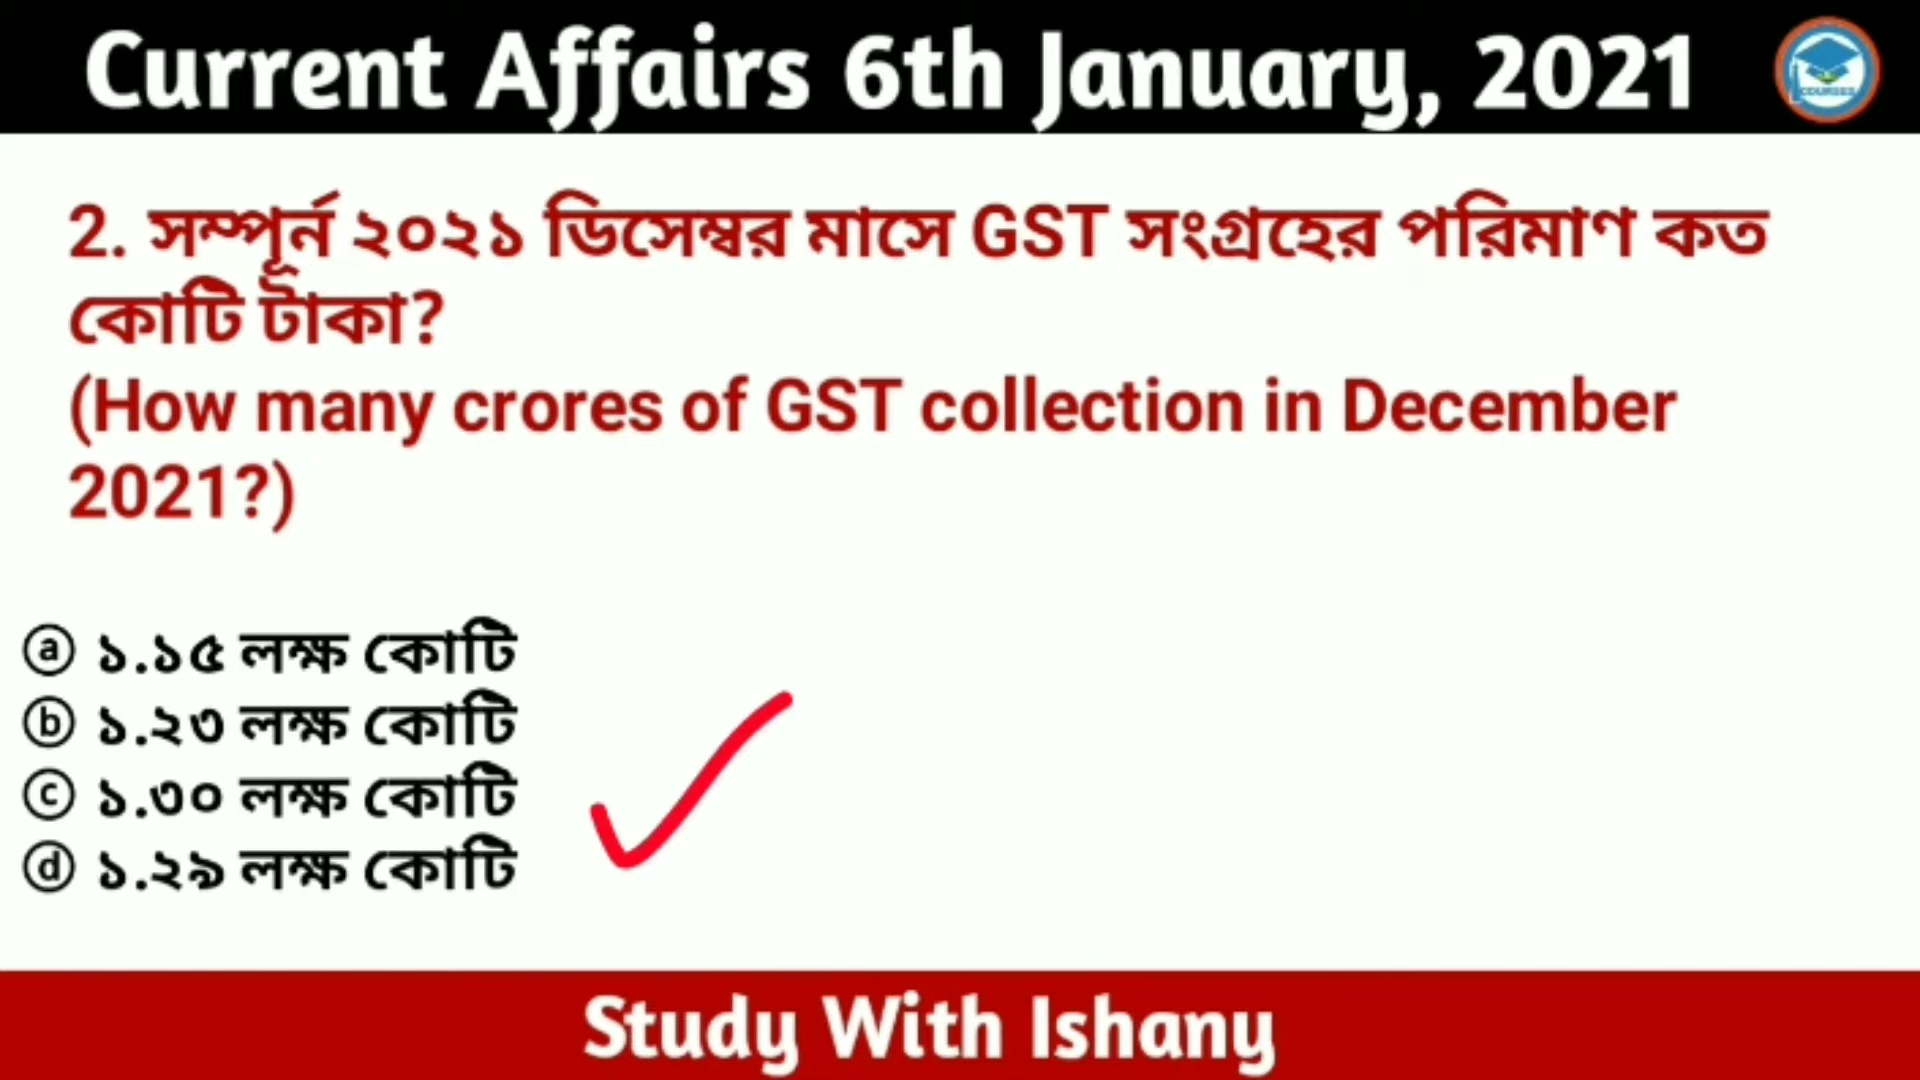 Current Affairs 6th January, 2021
COURSES
2. সম্পূর্ন ২০২১ ডিসেম্বর মাসে GST সংগ্রহের পরিমাণ কত
কোটি টাকা?
(How many crores of GST collection in December
2021?)
ⓐ ১.১৫ লক্ষ কোটি
ⓑ ১.২৩ লক্ষ কোটি
ⓒ ১.৩০ লক্ষ কোটি
ⓓ ১.২৯ লক্ষ কোটি
Study With Ishany